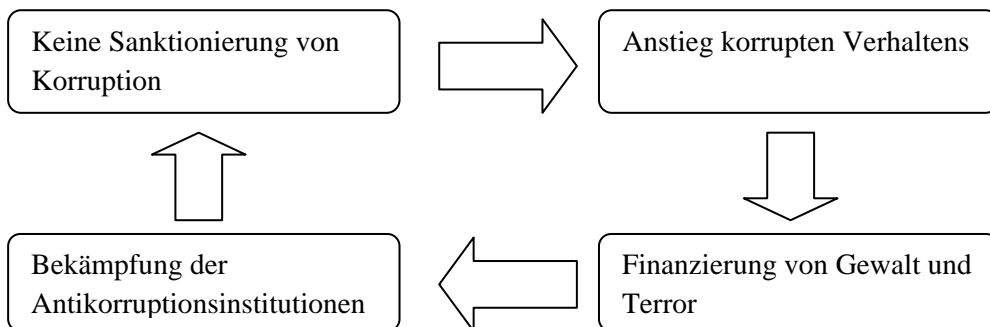 Keine Sanktionierung von
Korruption
Anstieg korrupten Verhaltens
Bekämpfung der
Antikorruptionsinstitutionen
Finanzierung von Gewalt und
Terror